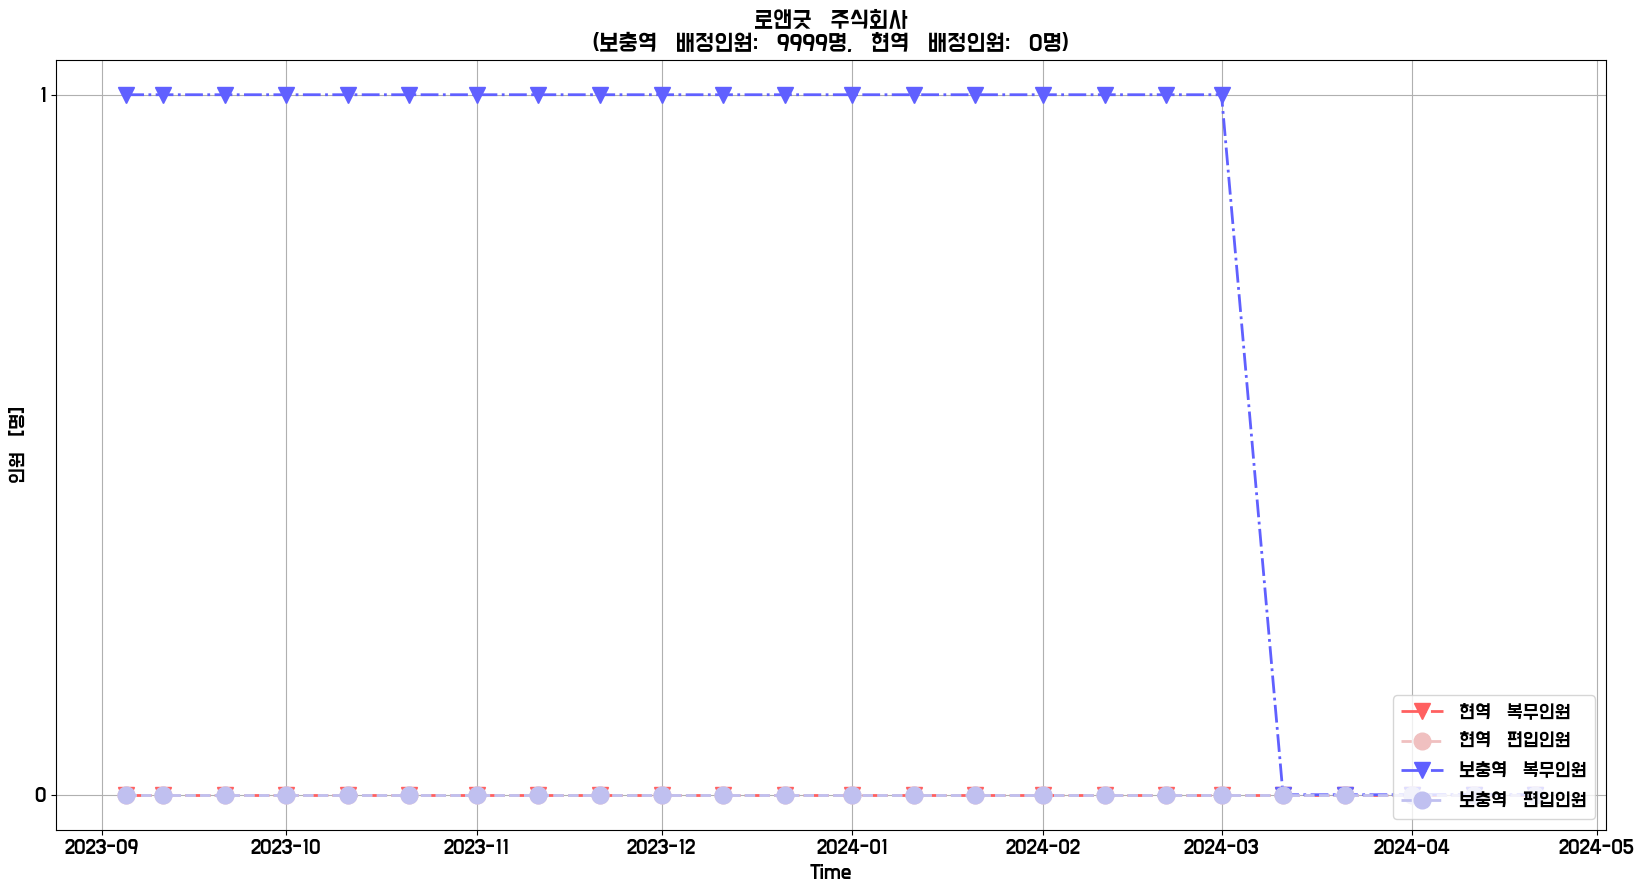 로앤굿 주식회사
(보충역 배정인원: 9999명, 현역 배정인원: 0명)
인원 [명]
1
0
현역 복무인원
현역 편입인원
보충역 복무인원
보충역 편입인원
2023-09 2023-10 2023-11 2023-12 2024-01 2024-02 2024-03 2024-04 2024-05
Time